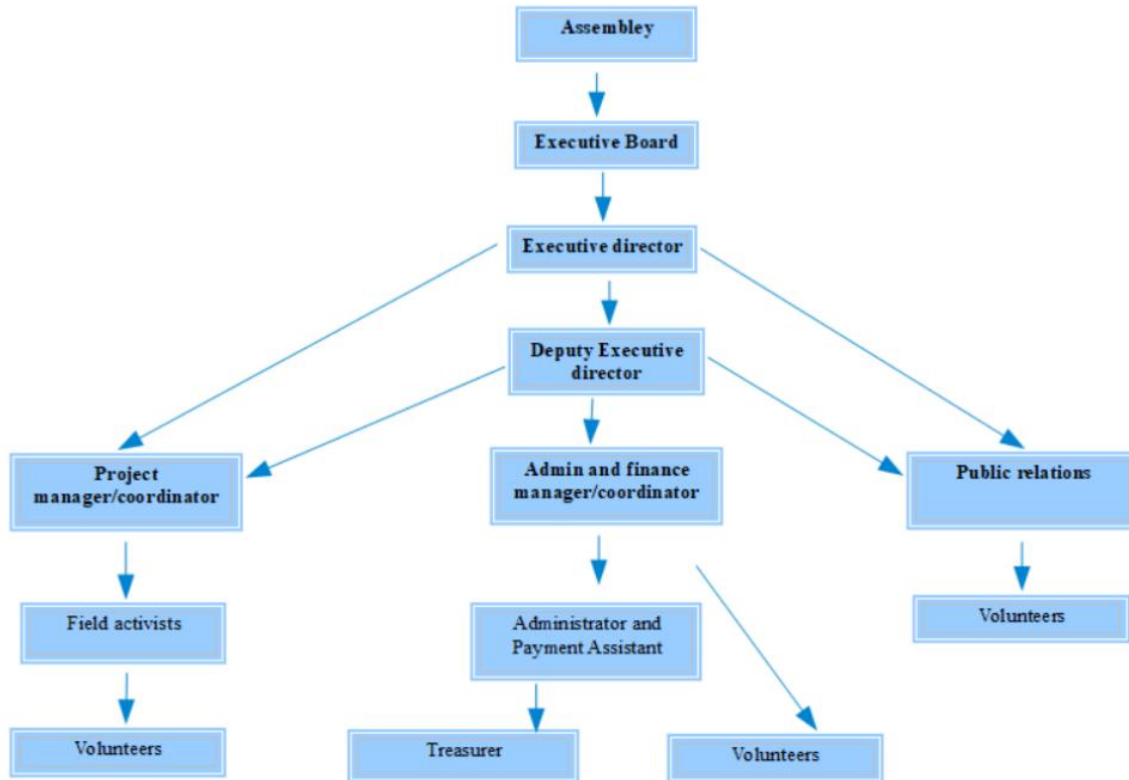 Assembley
Executive Board
Executive director
Deputy Executive
director
Project
manager/coordinator
Admin and finance
manager/coordinator
Public relations
Field activists
Administrator and
Payment Assistant
Volunteers
Volunteers
Treasurer
Volunteers